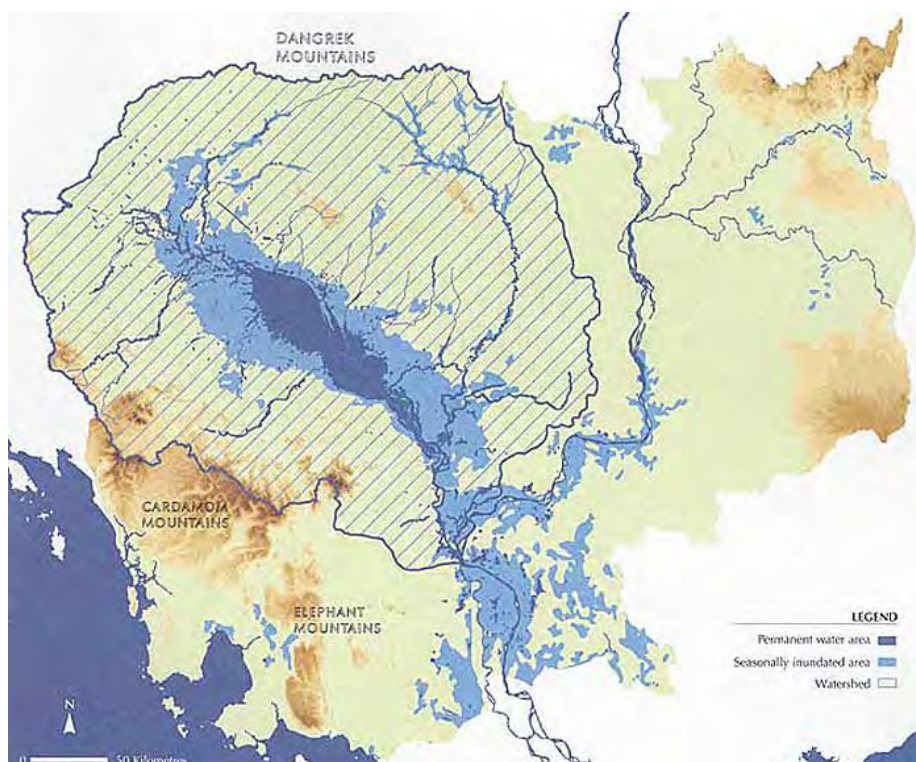 DANGREK
MOUNTAINS
CARDAMOM
MOUNTAINS
ELEPHANT
MOUNTAINS
LEGEND
Permanent water area
Seasonally inundated area
Watershed
N
0 50 Kilometres